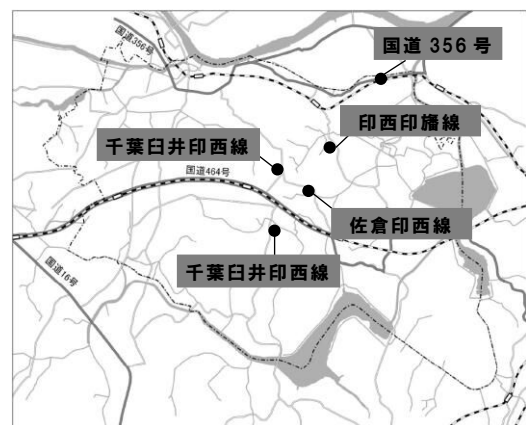 国道 356 号
国道356号
印西印旛線
千葉臼井印西線
国道464号
佐倉印西線
千葉臼井印西線
国道16号